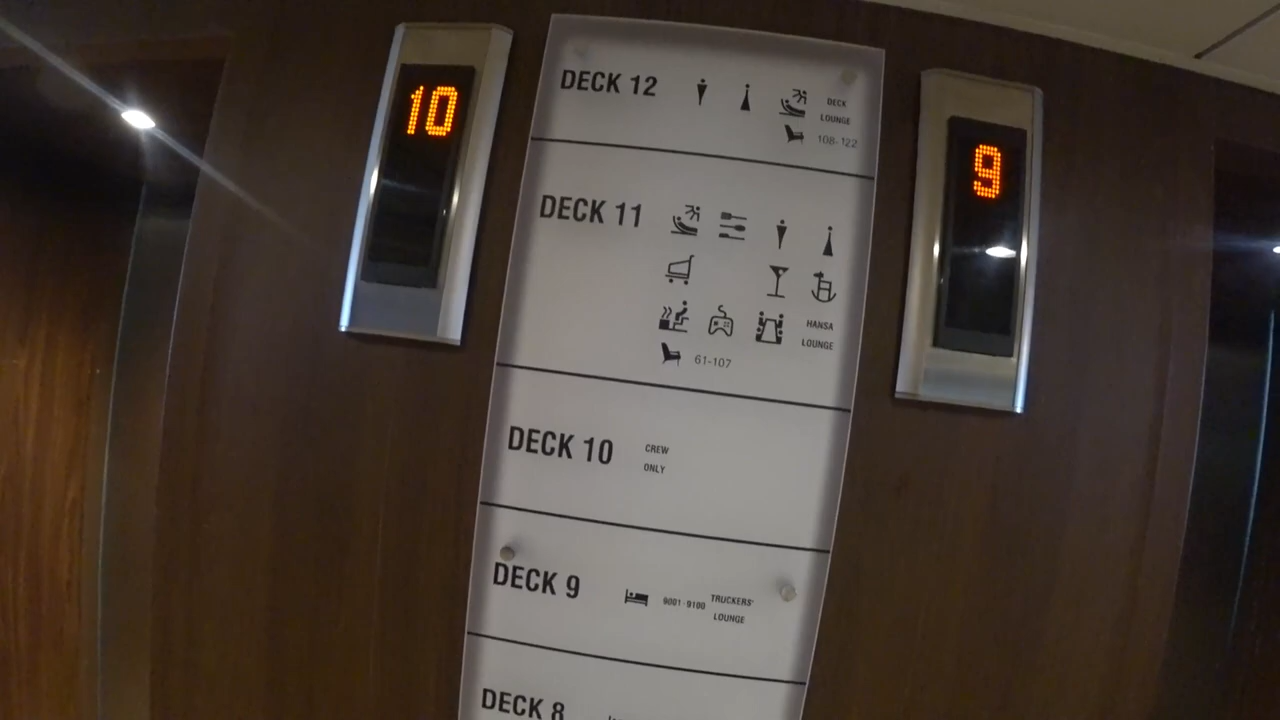 10
9
DECK 12
DECK
LOUNGE
108-122
DECK 11
HANSA
LOUNGE
61-107
DECK 10
CREW
ONLY
DECK 9
9001-9100
TRUCKERS'
LOUNGE
DECK 8